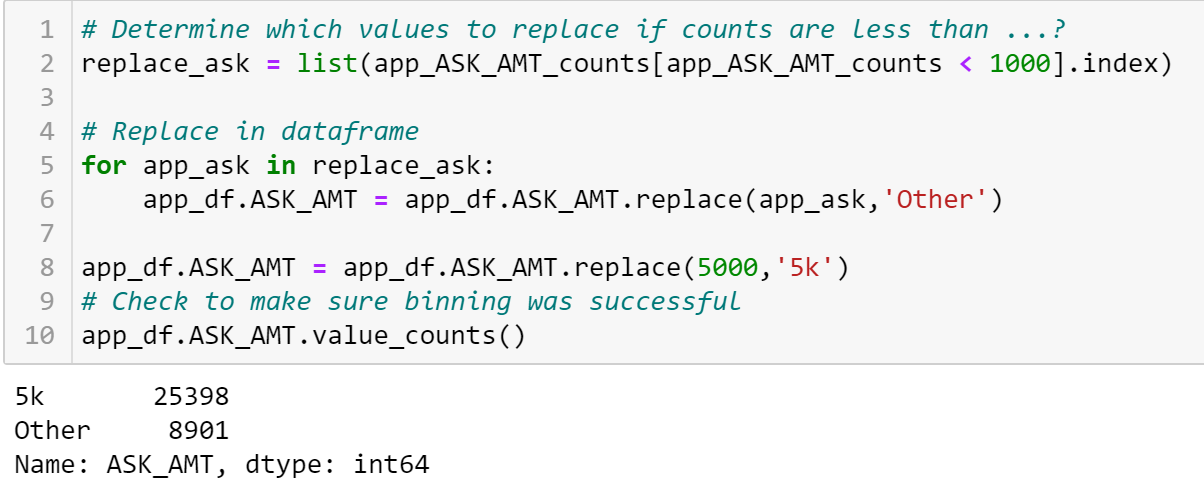 1 # Determine which values to replace if counts are less than ...?
2 replace_ask = list(app_ASK_AMT_counts[app_ASK_AMT_counts < 1000].index)
3
4 # Replace in dataframe
5 for app_ask in replace_ask:
6     app_df.ASK_AMT = app_df.ASK_AMT.replace(app_ask,'Other')
7
8 app_df.ASK_AMT = app_df.ASK_AMT.replace(5000,'5k')
9 # Check to make sure binning was successful
10 app_df.ASK_AMT.value_counts()
5k       25398
Other     8901
Name: ASK_AMT, dtype: int64